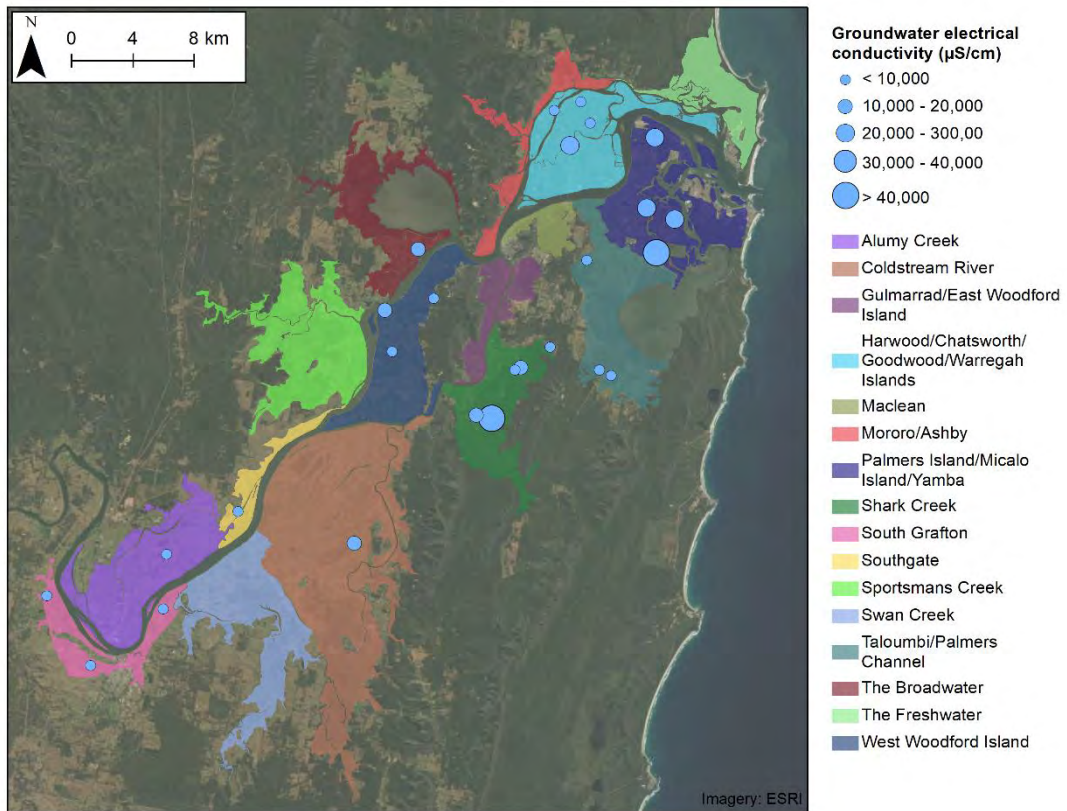 N
0 4 8 km
Groundwater electrical
conductivity (µS/cm)
< 10,000
10,000 - 20,000
20,000 - 300,00
30,000 - 40,000
> 40,000
Alumy Creek
Coldstream River
Gulmarrad/East Woodford
Island
Harwood/Chatsworth/
Goodwood/Warregah
Islands
Maclean
Mororo/Ashby
Palmers Island/Micalo
Island/Yamba
Shark Creek
South Grafton
Southgate
Sportsmans Creek
Swan Creek
Taloumbi/Palmers
Channel
The Broadwater
The Freshwater
West Woodford Island
Imagery: ESRI